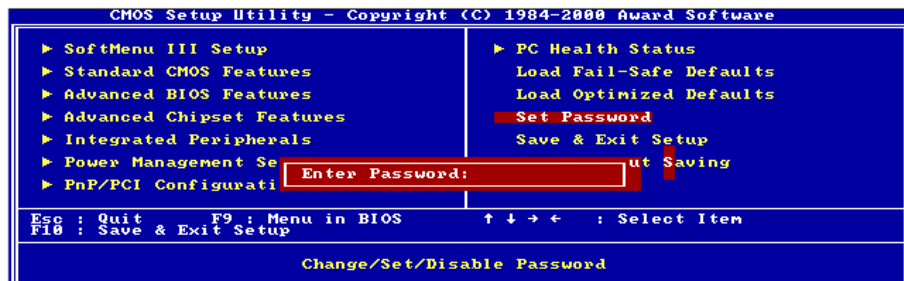 CMOS Setup Utility - Copyright (C) 1984-2000 Award Software
► SoftMenu III Setup
► Standard CMOS Features
► Advanced BIOS Features
► Advanced Chipset Features
► Integrated Peripherals
► Power Management Se
► PnP/PCI Configurati
► PC Health Status
Load Fail-Safe Defaults
Load Optimized Defaults
Set Password
Save & Exit Setup
ut Saving
Enter Password:
Esc : Quit F9 : Menu in BIOS ↑ ↓ → ← : Select Item
F10 : Save & Exit Setup
Change/Set/Disable Password